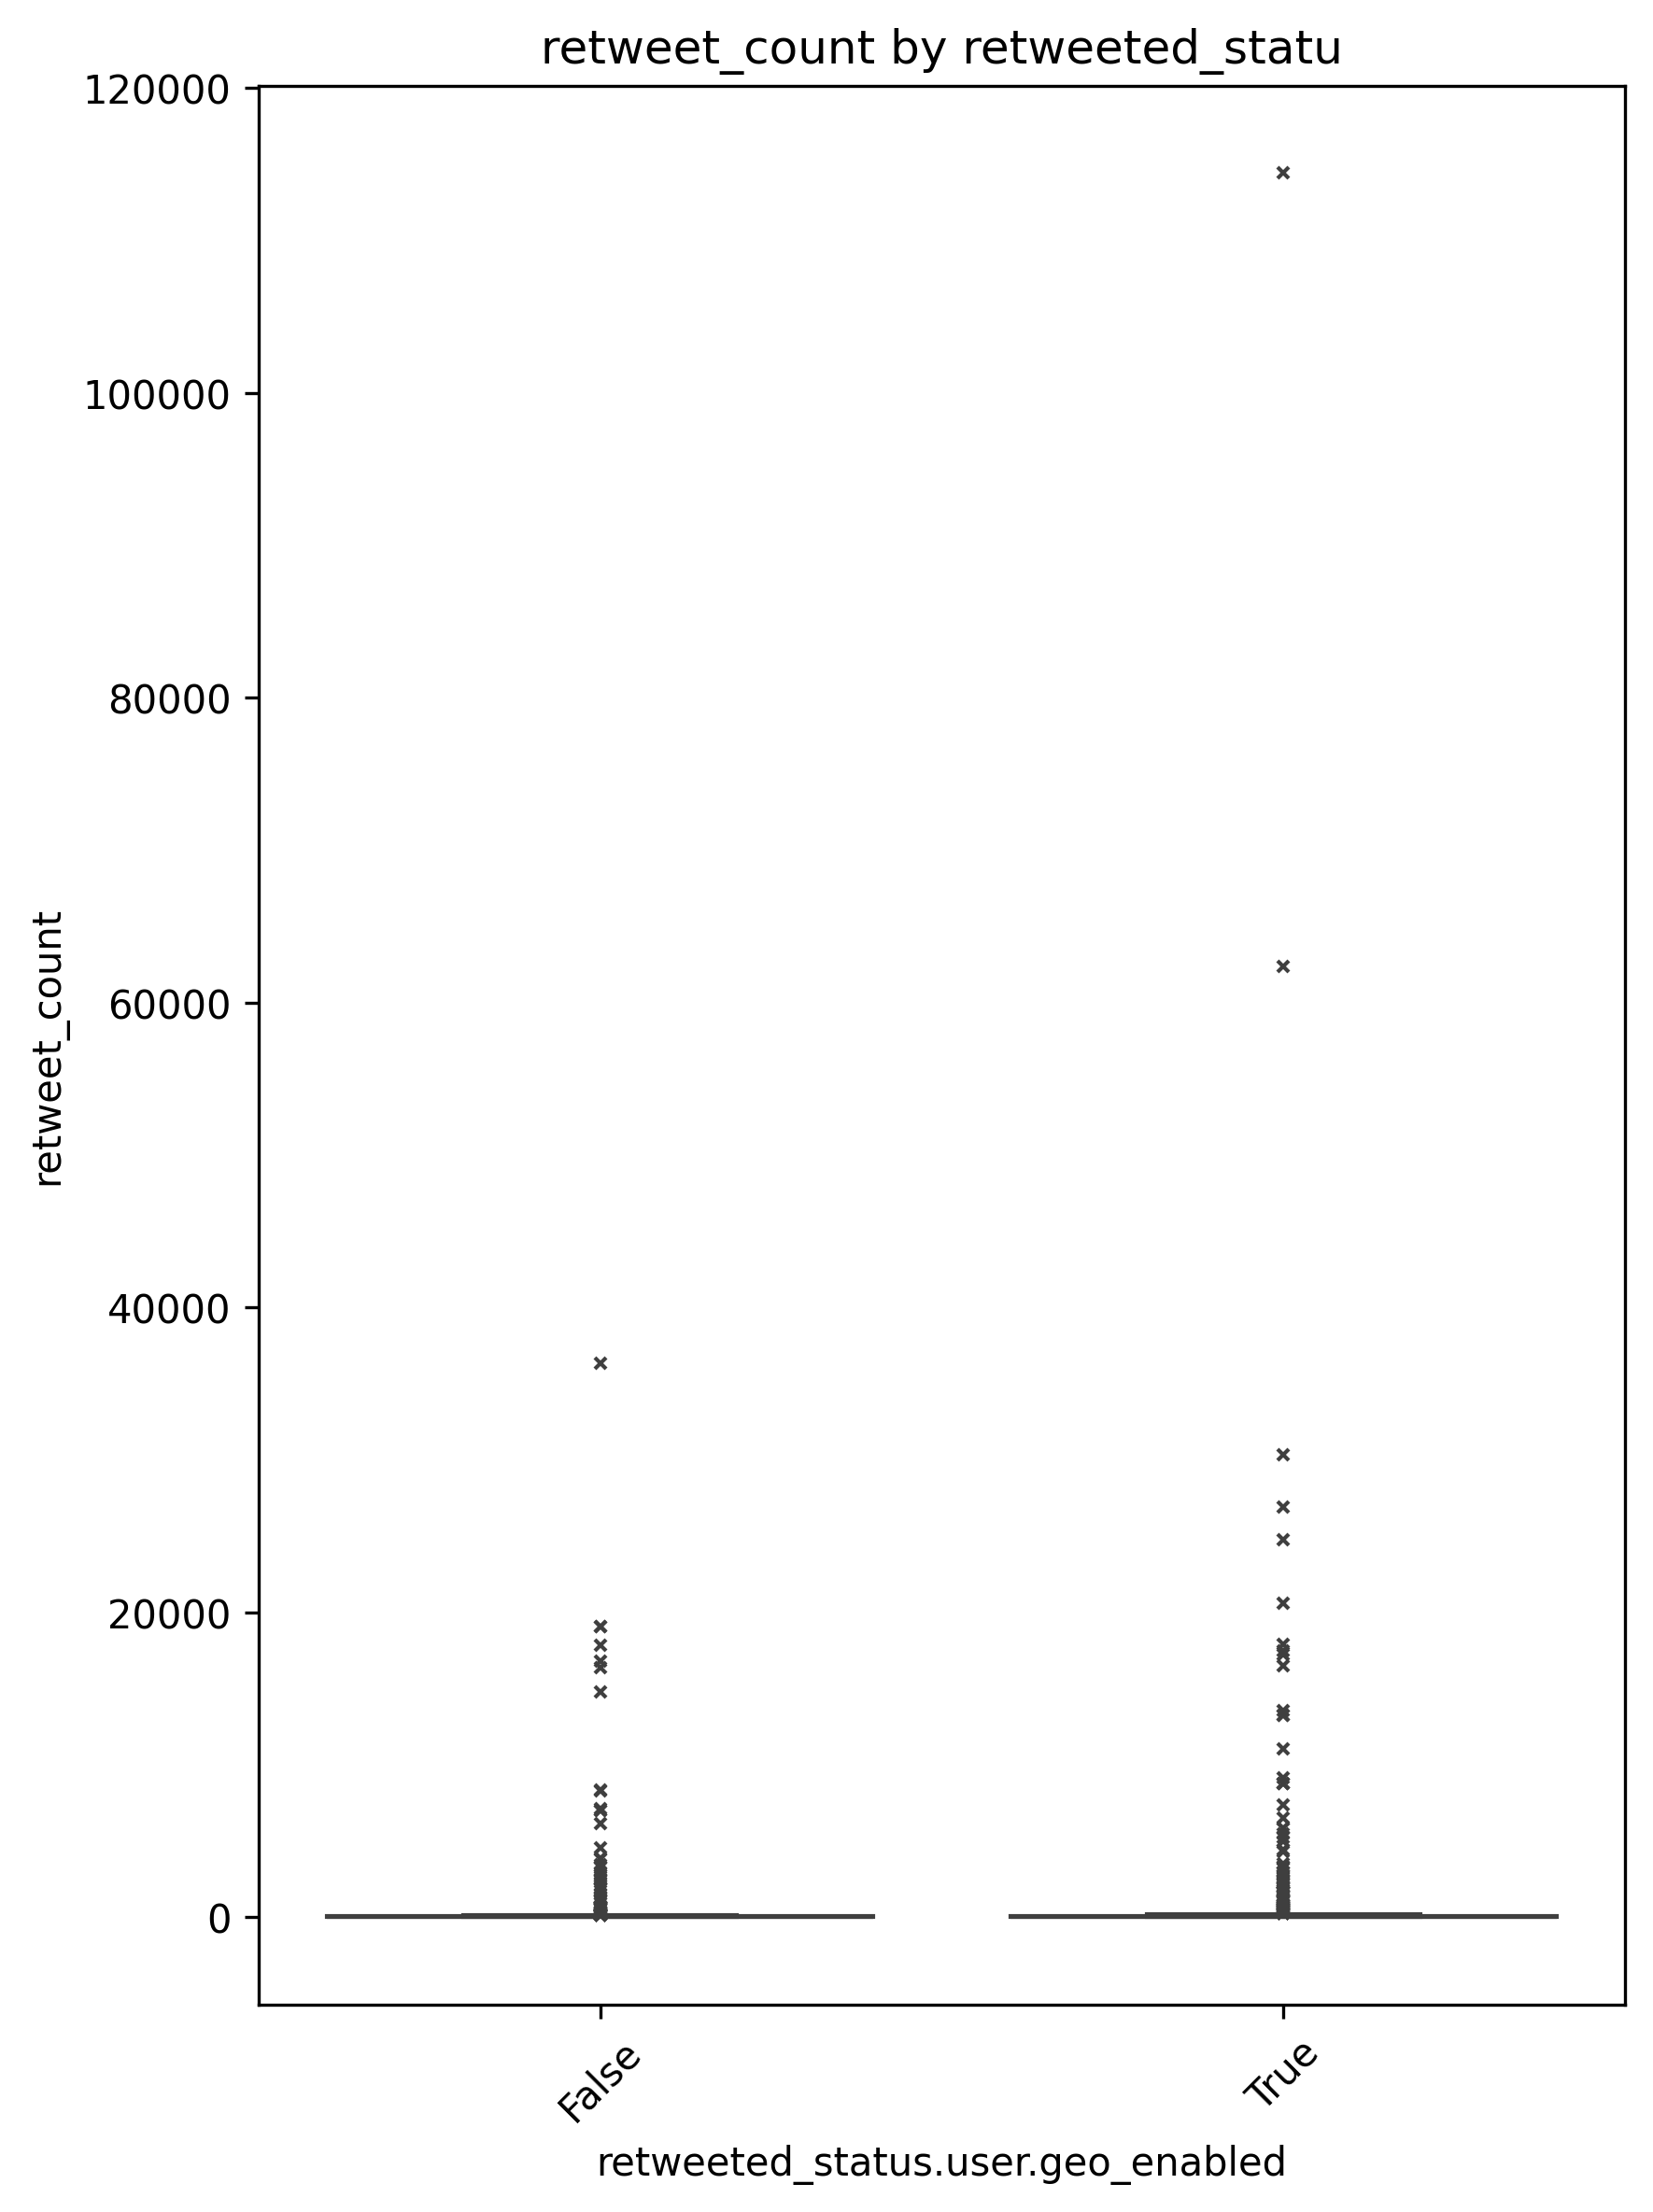 retweet_count by retweeted_statu
120000
100000
80000
60000
40000
20000
0
retweet_count
False
True
retweeted_status.user.geo_enabled